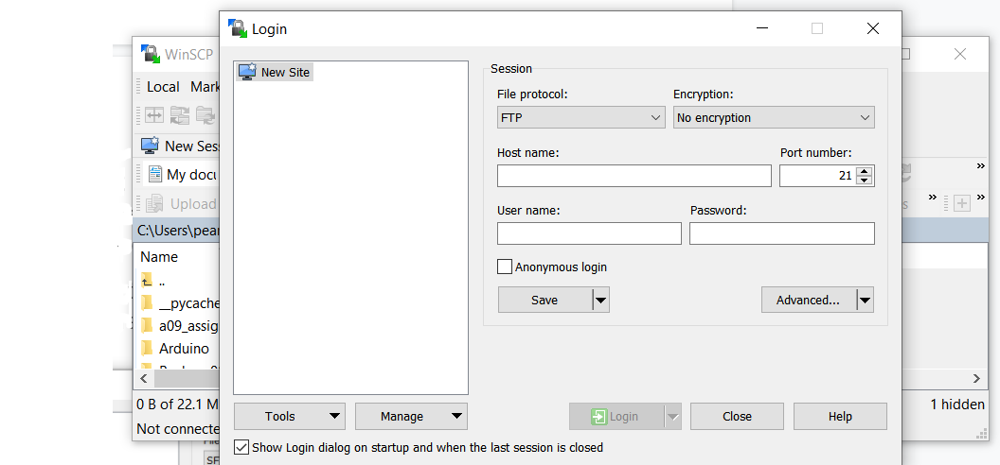 Login
WinSCP
New Site
Session
File protocol:
Encryption:
Local Mark
FTP
No encryption
New Sess
Host name:
Port number:
My docu
21
»
Upload
s » »
User name:
Password:
C:\Users\pear
Name
Anonymous login
..
__pycache
Save
Advanced...
a09_assig
Arduino
0 B of 22.1 M
Tools
Manage
Login
Close
Help
1 hidden
Not connecte
Show Login dialog on startup and when the last session is closed
SF